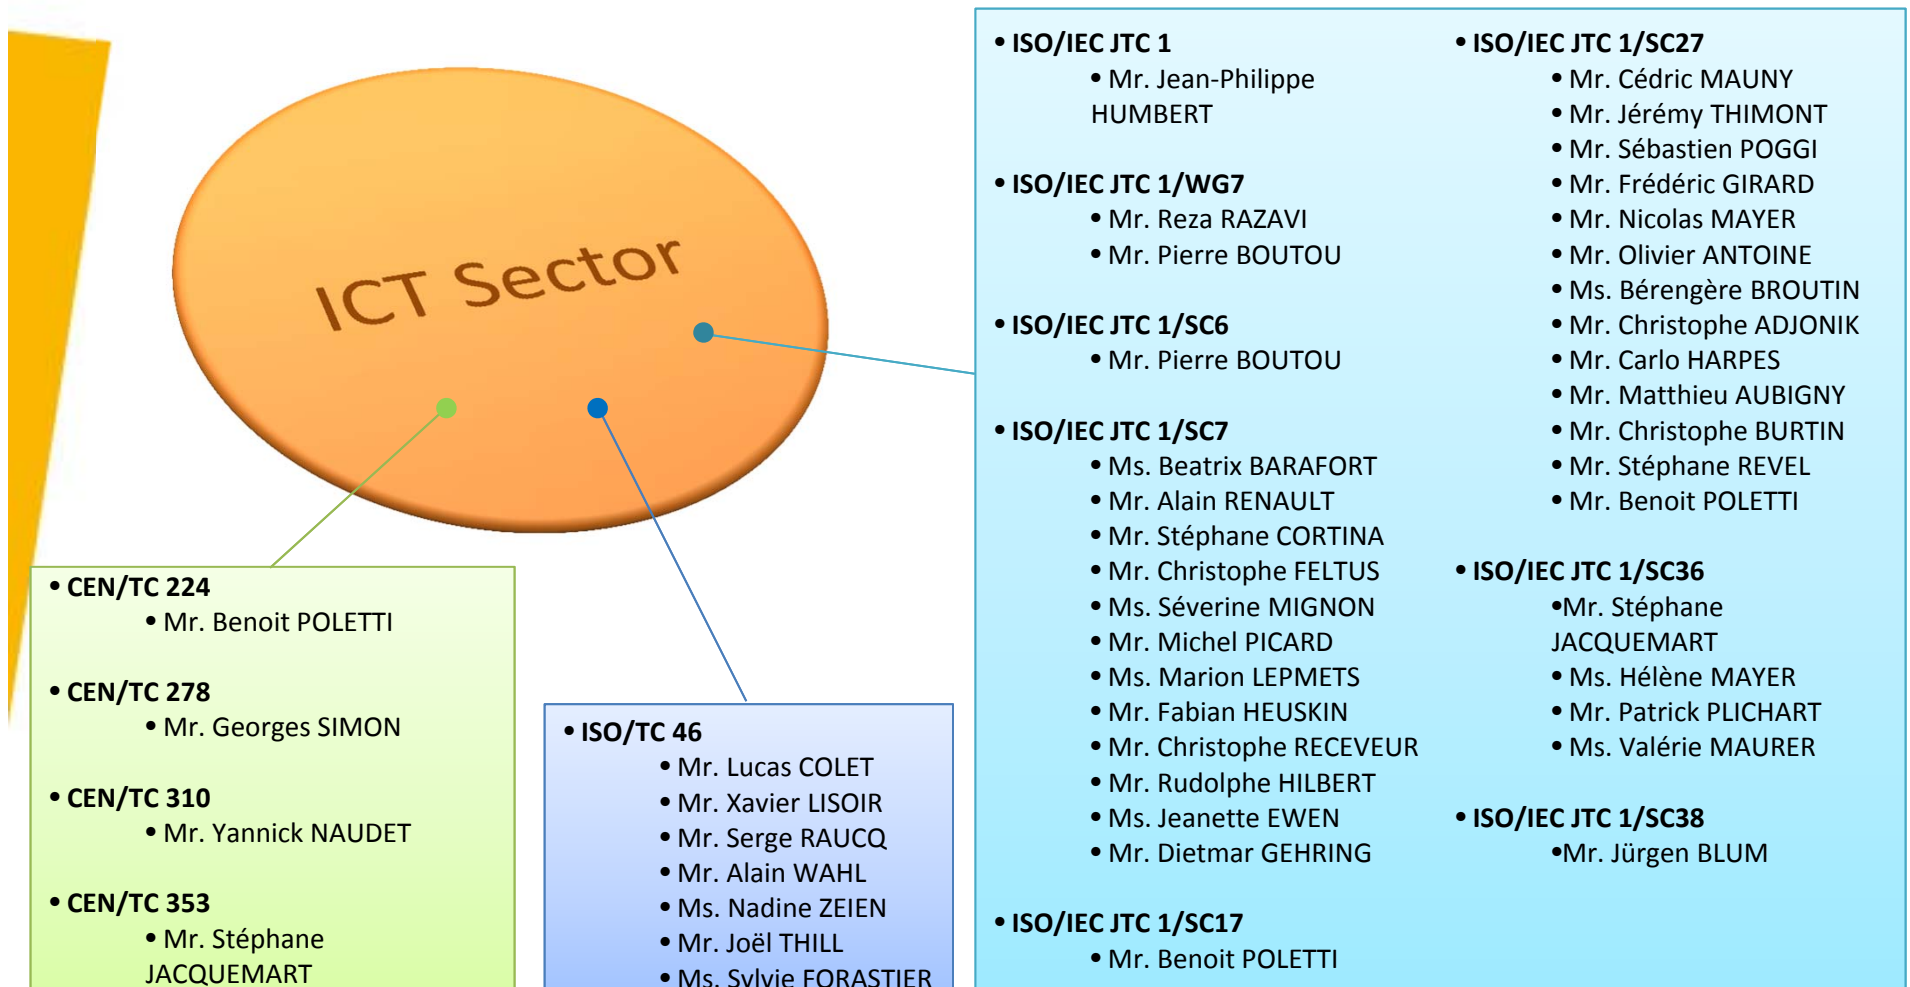 ICT Sector
• CEN/TC 224
• Mr. Benoit POLETTI
• CEN/TC 278
• Mr. Georges SIMON
• CEN/TC 310
• Mr. Yannick NAUDET
• CEN/TC 353
• Mr. Stéphane
JACQUEMART
• ISO/TC 46
• Mr. Lucas COLET
• Mr. Xavier LISOIR
• Mr. Serge RAUCQ
• Mr. Alain WAHL
• Ms. Nadine ZEIEN
• Mr. Joël THILL
• Ms. Sylvie FORASTIER
• ISO/IEC JTC 1
• Mr. Jean-Philippe
HUMBERT
• ISO/IEC JTC 1/WG7
• Mr. Reza RAZAVI
• Mr. Pierre BOUTOU
• ISO/IEC JTC 1/SC6
• Mr. Pierre BOUTOU
• ISO/IEC JTC 1/SC7
• Ms. Beatrix BARAFORT
• Mr. Alain RENAULT
• Mr. Stéphane CORTINA
• Mr. Christophe FELTUS
• Ms. Séverine MIGNON
• Mr. Michel PICARD
• Ms. Marion LEPMETS
• Mr. Fabian HEUSKIN
• Mr. Christophe RECEVEUR
• Mr. Rudolphe HILBERT
• Ms. Jeanette EWEN
• Mr. Dietmar GEHRING
• ISO/IEC JTC 1/SC17
• Mr. Benoit POLETTI
• ISO/IEC JTC 1/SC27
• Mr. Cédric MAUNY
• Mr. Jérémy THIMONT
• Mr. Sébastien POGGI
• Mr. Frédéric GIRARD
• Mr. Nicolas MAYER
• Mr. Olivier ANTOINE
• Ms. Bérengère BROUTIN
• Mr. Christophe ADJONIK
• Mr. Carlo HARPES
• Mr. Matthieu AUBIGNY
• Mr. Christophe BURTIN
• Mr. Stéphane REVEL
• Mr. Benoit POLETTI
• ISO/IEC JTC 1/SC36
•Mr. Stéphane
JACQUEMART
• Ms. Hélène MAYER
• Mr. Patrick PLICHART
• Ms. Valérie MAURER
• ISO/IEC JTC 1/SC38
•Mr. Jürgen BLUM